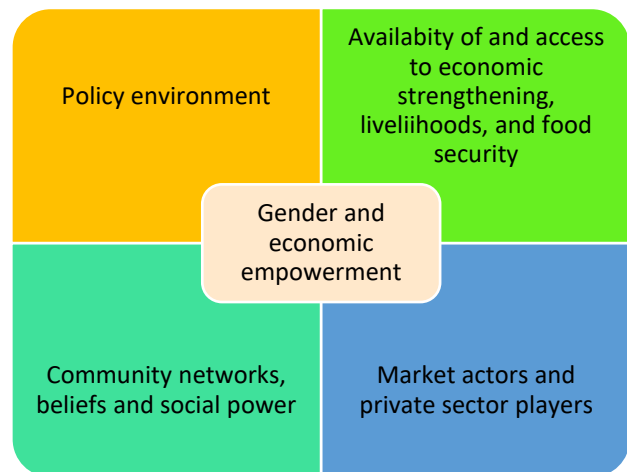 Policy environment
Availabity of and access
to economic
strengthening,
liveliihoods, and food
security
Gender and
economic
empowerment
Community networks,
beliefs and social power
Market actors and
private sector players